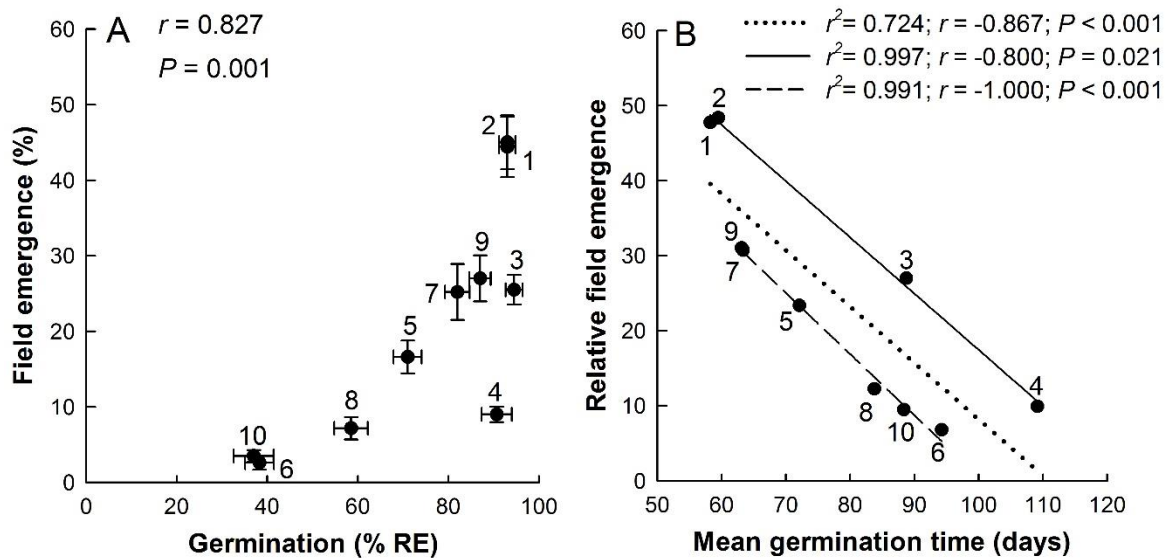 A
r = 0.827
P = 0.001
60
50
40
30
20
10
0
Field emergence (%)
2
1
9
3
7
5
4
8
10
6
0 20 40 60 80 100
Germination (% RE)
B
r²= 0.724; r = -0.867; P < 0.001
r²= 0.997; r = -0.800; P = 0.021
r²= 0.991; r = -1.000; P < 0.001
60
50
40
30
20
10
0
Relative field emergence
2
1
9
7
3
5
4
8
10
6
50 60 70 80 90 100 110 120
Mean germination time (days)